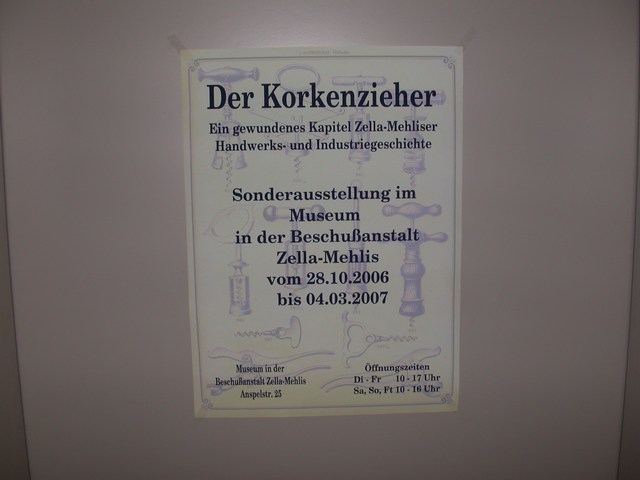 Der Korkenzieher
Ein gewundenes Kapitel Zella-Mehliser
Handwerks- und Industriegeschichte
Sonderausstellung im
Museum
in der Beschußanstalt
Zella-Mehlis
vom 28.10.2006
bis 04.03.2007
Museum in der
Beschußanstalt Zella-Mehlis
Anspelstr. 25
Öffnungszeiten
Di - Fr 10 - 17 Uhr
Sa, So, Ft 10 - 16 Uhr